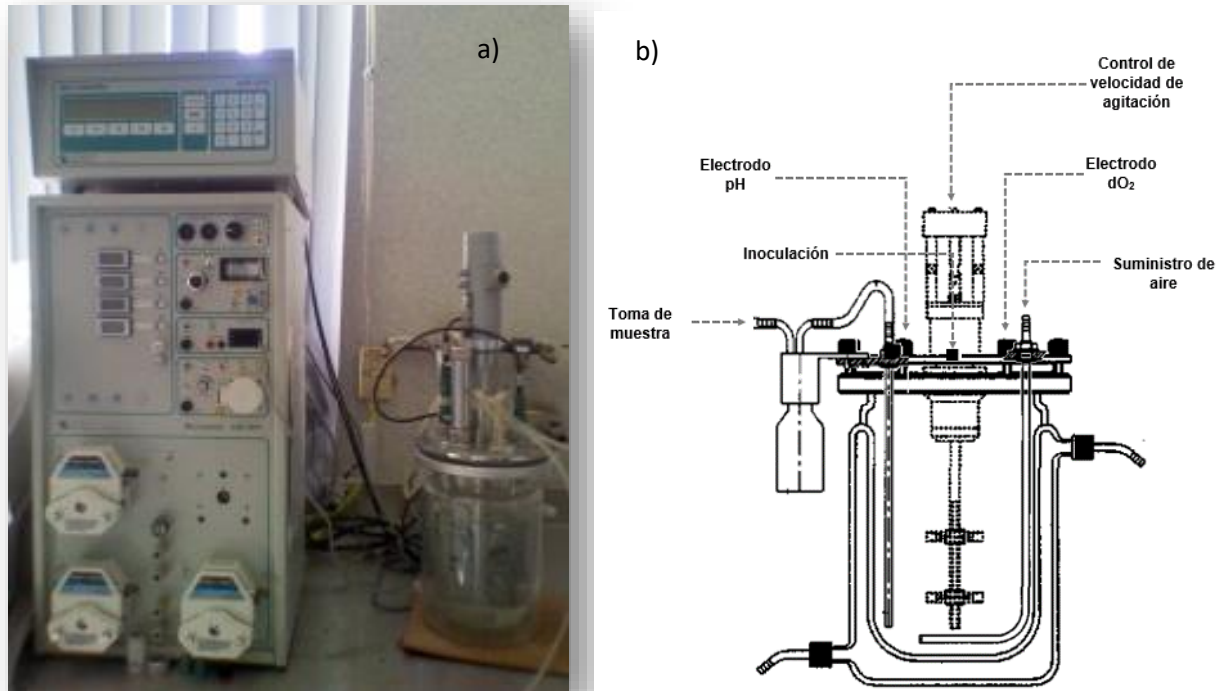 a)
b)
Control de
velocidad de
agitación
Electrodo
pH
Electrodo
dO₂
Inoculación
Suministro de
aire
Toma de
muestra